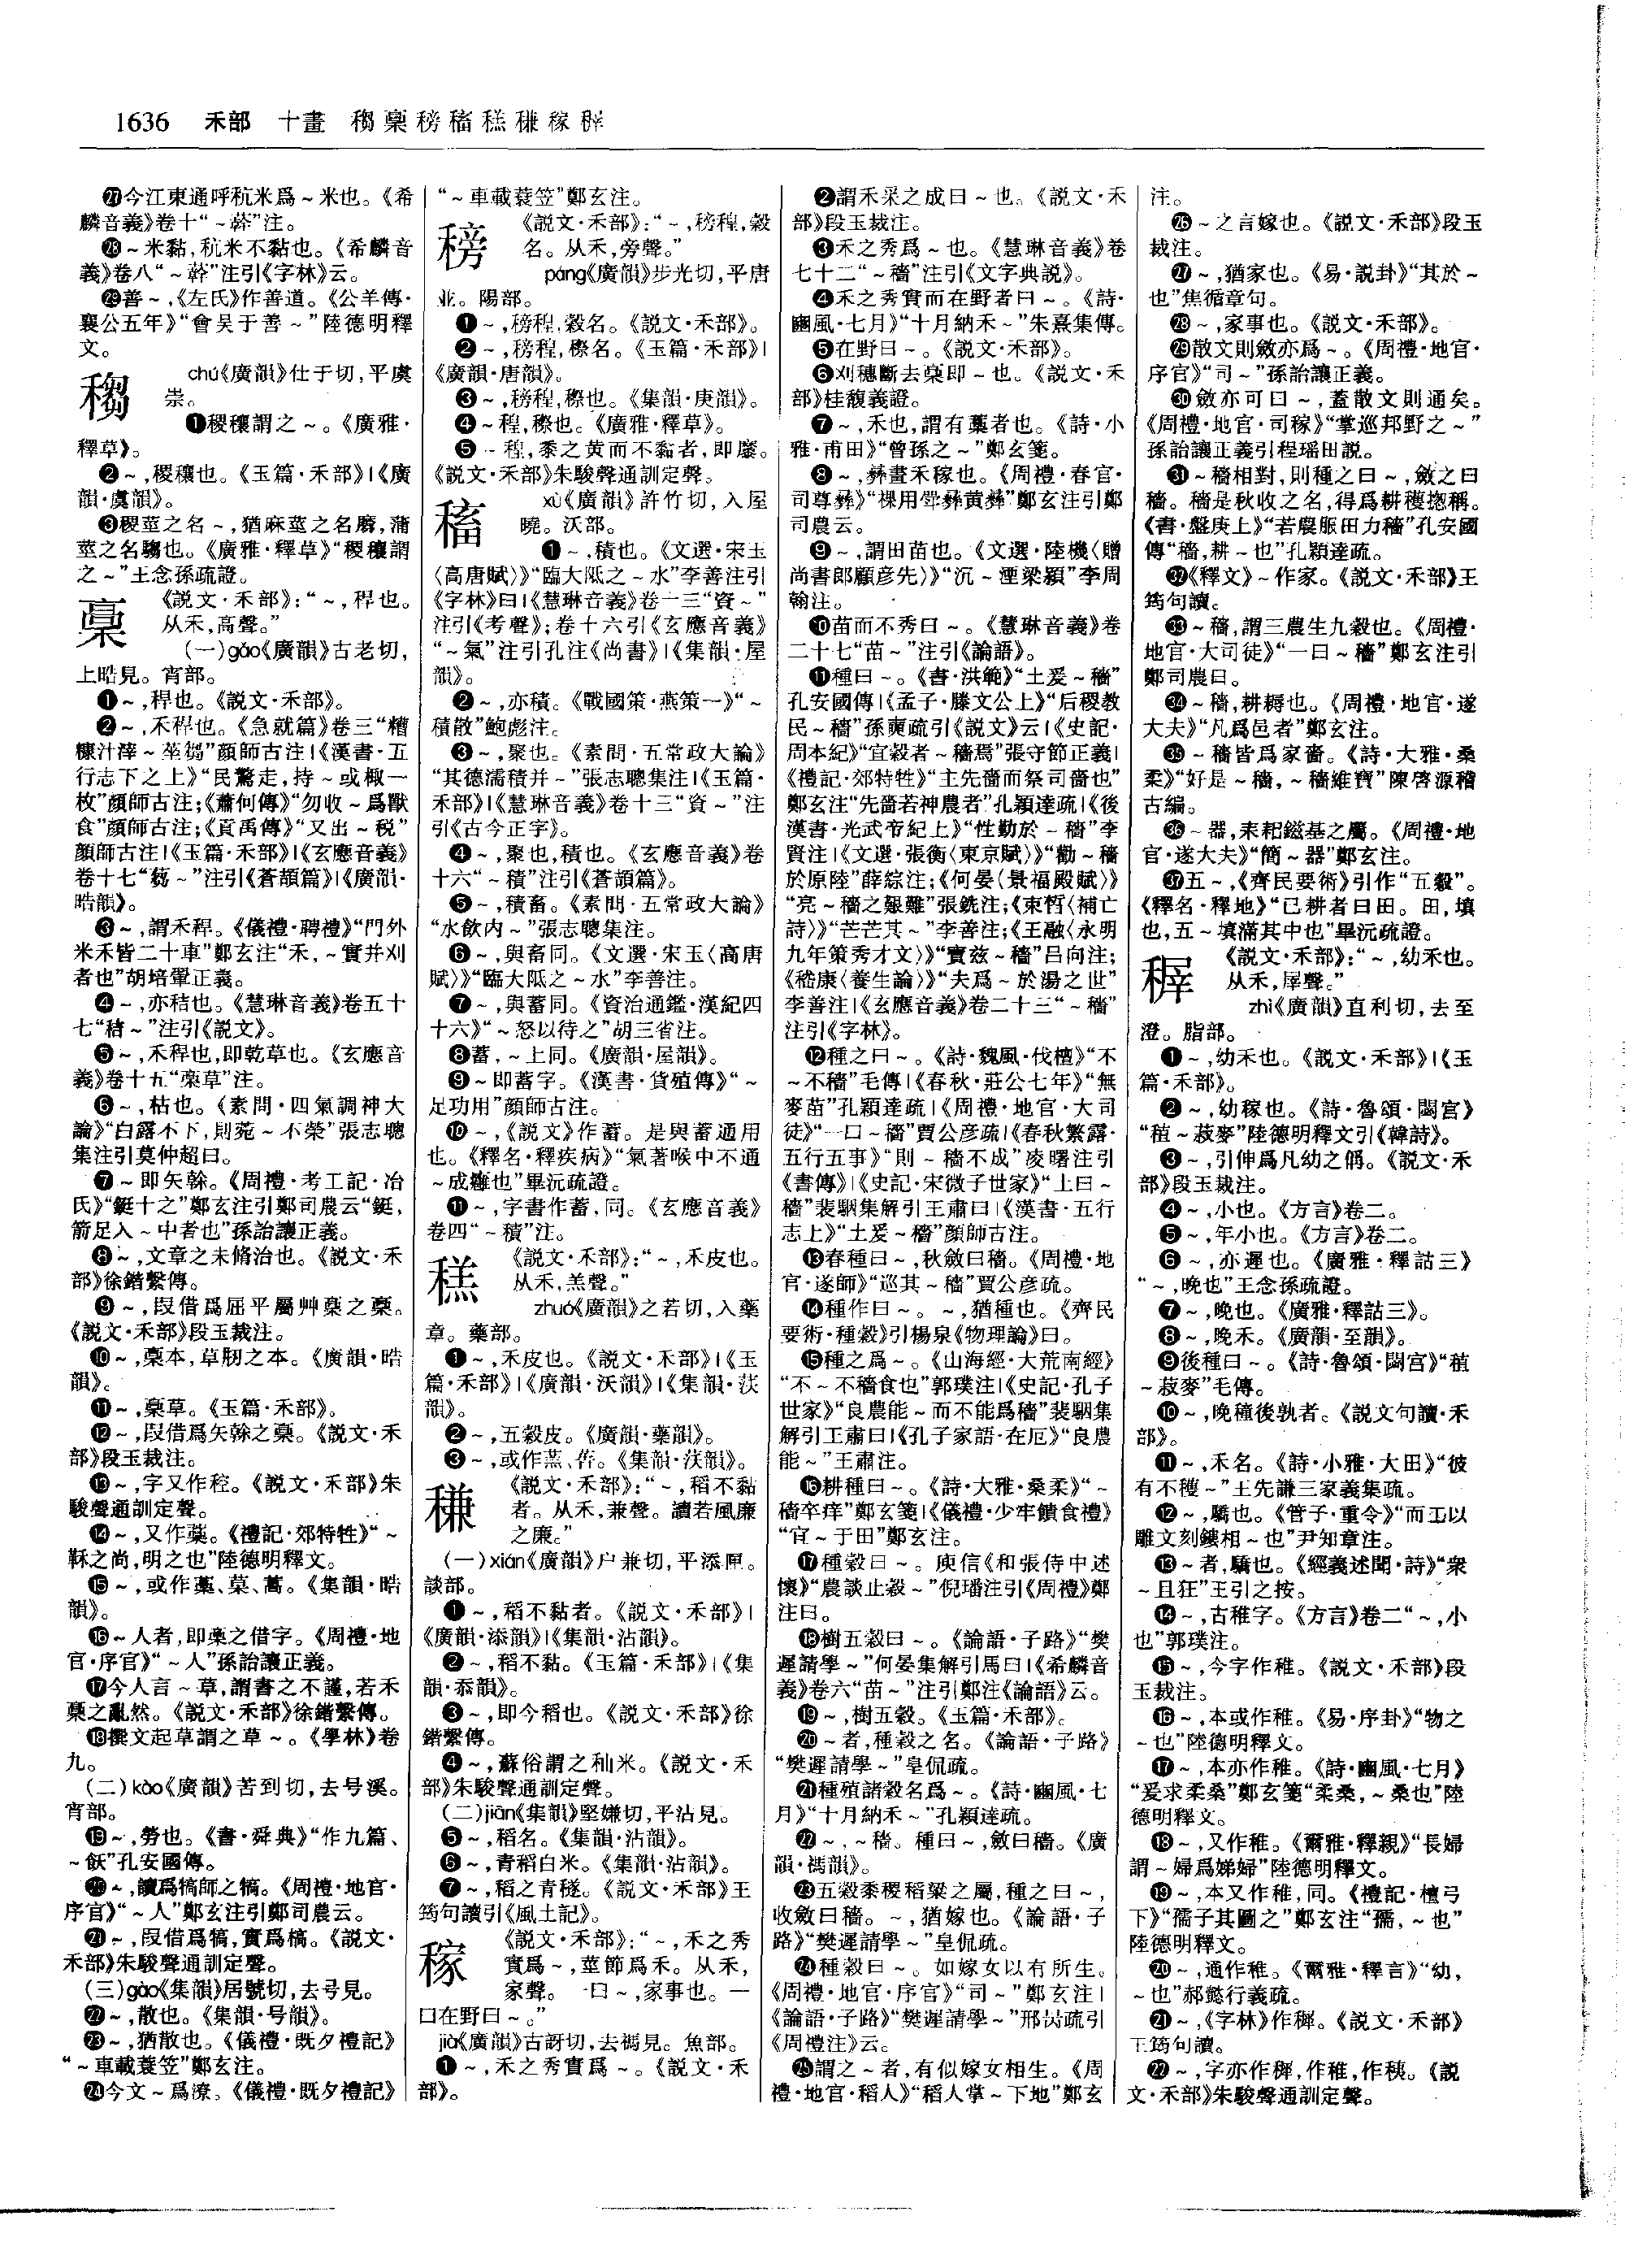 1636 禾部 十畫 䅳稾䅭稸䅵稴稼稺
㉗今江東通呼秔米爲～米也。《希
麟音義》卷十“～䅣”注。
㉘～米黏,秔米不黏也。《希麟音
義》卷八“～䅣”注引《字林》云。
㉙善～,《左氏》作善道。《公羊傳·
襄公五年》“會吴于善～”陸德明釋
文。
䅳 chú《廣韻》仕于切,平虞
崇。
❶稷穰謂之～。《廣雅·
釋草》。
❷～,稷穰也。《玉篇·禾部》|《廣
韻·虞韻》。
❸稷莖之名～,猶麻莖之名黀,蒲
莖之名騶也。《廣雅·釋草》“稷穰謂
之～”王念孫疏證。
稾 《説文·禾部》:“～,稈也。
从禾,高聲。”
(一)gǎo《廣韻》古老切,
上晧見。宵部。
❶～,稈也。《説文·禾部》。
❷～,禾稈也。《急就篇》卷三“糟
糠汁滓～莝芻”顔師古注|《漢書·五
行志下之上》“民驚走,持～或棷一
枚”顔師古注;《蕭何傳》“勿收～爲獸
食”顔師古注;《貢禹傳》“又出～税”
顔師古注|《玉篇·禾部》|《玄應音義》
卷十七“䕸～”注引《蒼頡篇》|《廣韻·
晧韻》。
❸～,謂禾稈。《儀禮·聘禮》“門外
米禾皆二十車”鄭玄注“禾,～實并刈
者也”胡培翬正義。
❹～,亦秸也。《慧琳音義》卷五十
七“䅥～”注引《説文》。
❺～,禾稈也,即乾草也。《玄應音
義》卷十五“稾草”注。
❻～,枯也。《素問·四氣調神大
論》“白露不下,則菀～不榮”張志聰
集注引莫仲超曰。
❼～即矢榦。《周禮·考工記·冶
氏》“鋌十之”鄭玄注引鄭司農云“鋌,
箭足入～中者也”孫詒讓正義。
❽～,文章之未脩治也。《説文·禾
部》徐鍇繫傳。
❾～,叚借爲屈平屬艸稾之稾。
《説文·禾部》段玉裁注。
❿～,稾本,草剏之本。《廣韻·晧
韻》。
⓫～,稾草。《玉篇·禾部》。
⓬～,叚借爲矢榦之稾。《説文·禾
部》段玉裁注。
⓭～,字又作䅁。《説文·禾部》朱
駿聲通訓定聲。
⓮～,又作藁。《禮記·郊特牲》“～
鞂之尚,明之也”陸德明釋文。
⓯～,或作藁、䓘、蒿。《集韻·晧
韻》。
⓰～人者,即稾之借字。《周禮·地
官·序官》“～人”孫詒讓正義。
⓱今人言～草,謂書之不謹,若禾
稾之亂然。《説文·禾部》徐鍇繫傳。
⓲撰文起草謂之草～。《學林》卷
九。
(二)kào《廣韻》苦到切,去号溪。
宵部。
⓳～,勞也。《書·舜典》“作九篇、
～飫”孔安國傳。
⓴～,讀爲犒師之犒。《周禮·地官·
序官》“～人”鄭玄注引鄭司農云。
㉑～,叚借爲犒,實爲槁。《説文·
禾部》朱駿聲通訓定聲。
(三)gào《集韻》居號切,去号見。
㉒～,散也。《集韻·号韻》。
㉓～,猶散也。《儀禮·既夕禮記》
“～車載蓑笠”鄭玄注。
㉔今文～爲潦。《儀禮·既夕禮記》
“～車載蓑笠”鄭玄注。
䅭 《説文·禾部》:“～,䅭程,穀
名。从禾,旁聲。”
páng《廣韻》步光切,平唐
並。陽部。
❶～,䅭程,穀名。《説文·禾部》。
❷～,䅭程,穄名。《玉篇·禾部》|
《廣韻·唐韻》。
❸～,䅭程,穄也。《集韻·庚韻》。
❹～程,穄也。《廣雅·釋草》。
❺～程,黍之黄而不黏者,即䵚。
《説文·禾部》朱駿聲通訓定聲。
稸 xù《廣韻》許竹切,入屋
曉。沃部。
❶～,積也。《文選·宋玉
〈高唐賦〉》“臨大阺之～水”李善注引
《字林》曰|《慧琳音義》卷一三“資～”
注引《考聲》;卷十六引《玄應音義》
“～氣”注引孔注《尚書》|《集韻·屋
韻》。
❷～,亦積。《戰國策·燕策一》“～
積散”鮑彪注。
❸～,聚也。《素問·五常政大論》
“其德濡積并～”張志聰集注|《玉篇·
禾部》|《慧琳音義》卷十三“資～”注
引《古今正字》。
❹～,聚也,積也。《玄應音義》卷
十六“～積”注引《蒼頡篇》。
❺～,積畜。《素問·五常政大論》
“水飲内～”張志聰集注。
❻～,與畜同。《文選·宋玉〈高唐
賦〉》“臨大阺之～水”李善注。
❼～,與蓄同。《資治通鑑·漢紀四
十六》“～怒以待之”胡三省注。
❽蓄,～上同。《廣韻·屋韻》。
❾～即蓄字。《漢書·貨殖傳》“～
足功用”顔師古注。
❿～,《説文》作蓄。是與蓄通用
也。《釋名·釋疾病》“氣著喉中不通
～成癰也”畢沅疏證。
⓫～,字書作蓄,同。《玄應音義》
卷四“～積”注。
䅵 《説文·禾部》:“～,禾皮也。
从禾,羔聲。”
zhuó《廣韻》之若切,入藥
章。藥部。
❶～,禾皮也。《説文·禾部》|《玉
篇·禾部》|《廣韻·沃韻》|《集韻·茇
韻》。
❷～,五穀皮。《廣韻·藥韻》。
❸～,或作䕩、䅵。《集韻·茇韻》。
稴 《説文·禾部》:“～,稻不黏
者。从禾,兼聲。讀若風廉
之廉。”
(一)xián《廣韻》户兼切,平添匣。
談部。
❶～,稻不黏者。《説文·禾部》|
《廣韻·添韻》|《集韻·沾韻》。
❷～,稻不黏。《玉篇·禾部》|《集
韻·忝韻》。
❸～,即今稻也。《説文·禾部》徐
鍇繫傳。
❹～,蘇俗謂之秈米。《説文·禾
部》朱駿聲通訓定聲。
(二)jiān《集韻》堅嫌切,平沾見。
❺～,稻名。《集韻·沾韻》。
❻～,青稻白米。《集韻·沾韻》。
❼～,稻之青穟。《説文·禾部》王
筠句讀引《風土記》。
稼 《説文·禾部》:“～,禾之秀
實爲～,莖節爲禾。从禾,
家聲。一曰～,家事也。一
曰在野曰～。”
jià《廣韻》古訝切,去禡見。魚部。
❶～,禾之秀實爲～。《説文·禾
部》。
❷謂禾采之成曰～也。《説文·禾
部》段玉裁注。
❸禾之秀爲～也。《慧琳音義》卷
七十二“～穡”注引《文字典説》。
❹禾之秀實而在野者曰～。《詩·
豳風·七月》“十月納禾～”朱熹集傳。
❺在野曰～。《説文·禾部》。
❻刈穗斷去稾即～也。《説文·禾
部》桂馥義證。
❼～,禾也,謂有藁者也。《詩·小
雅·甫田》“曾孫之～”鄭玄箋。
❽～,彝畫禾稼也。《周禮·春官·
司尊彝》“祼用斝彝黄彝”鄭玄注引鄭
司農云。
❾～,謂田苗也。《文選·陸機〈贈
尚書郎顧彦先〉》“沉～湮梁潁”李周
翰注。
❿苗而不秀曰～。《慧琳音義》卷
二十七“苗～”注引《論語》。
⓫種曰～。《書·洪範》“土爰～穡”
孔安國傳|《孟子·滕文公上》“后稷教
民～穡”孫奭疏引《説文》云|《史記·
周本紀》“宜穀者～穡焉”張守節正義|
《禮記·郊特牲》“主先嗇而祭司嗇也”
鄭玄注“先嗇若神農者”孔穎達疏|《後
漢書·光武帝紀上》“性勤於～穡”李
賢注|《文選·張衡〈東京賦〉》“勸～穡
於原陸”薛綜注;《何晏〈景福殿賦〉》
“亮～穡之艱難”張銑注;《束晳〈補亡
詩〉》“芒芒其～”李善注;《王融〈永明
九年策秀才文〉》“寶兹～穡”吕向注;
《嵇康〈養生論〉》“夫爲～於湯之世”
李善注|《玄應音義》卷二十三“～穡”
注引《字林》。
⓬種之曰～。《詩·魏風·伐檀》“不
～不穡”毛傳|《春秋·莊公七年》“無
麥苗”孔穎達疏|《周禮·地官·大司
徒》“一曰～穡”賈公彦疏|《春秋繁露·
五行五事》“則～穡不成”凌曙注引
《書傳》|《史記·宋微子世家》“土曰～
穡”裴駰集解引王肅曰|《漢書·五行
志上》“土爰～穡”顔師古注。
⓭春種曰～,秋斂曰穡。《周禮·地
官·遂師》“巡其～穡”賈公彦疏。
⓮種作曰～。～,猶種也。《齊民
要術·種穀》引楊泉《物理論》曰。
⓯種之爲～。《山海經·大荒南經》
“不～不穡食也”郭璞注|《史記·孔子
世家》“良農能～而不能爲穡”裴駰集
解引王肅曰|《孔子家語·在厄》“良農
能～”王肅注。
⓰耕種曰～。《詩·大雅·桑柔》“～
穡卒痒”鄭玄箋|《儀禮·少牢饋食禮》
“宜～于田”鄭玄注。
⓱種穀曰～。庾信《和張侍中述
懷》“農談止穀～”倪璠注引《周禮》鄭
注曰。
⓲樹五穀曰～。《論語·子路》“樊
遲請學～”何晏集解引馬曰|《希麟音
義》卷六“苗～”注引鄭注《論語》云。
⓳～,樹五穀。《玉篇·禾部》。
⓴～者,種穀之名。《論語·子路》
“樊遲請學～”皇侃疏。
㉑種殖諸穀名爲～。《詩·豳風·七
月》“十月納禾～”孔穎達疏。
㉒～,～穡。種曰～,斂曰穡。《廣
韻·禡韻》。
㉓五穀黍稷稻粱之屬,種之曰～,
收斂曰穡。～,猶嫁也。《論語·子
路》“樊遲請學～”皇侃疏。
㉔種穀曰～。如嫁女以有所生。
《周禮·地官·序官》“司～”鄭玄注|
《論語·子路》“樊遲請學～”邢昺疏引
《周禮注》云。
㉕謂之～者,有似嫁女相生。《周
禮·地官·稻人》“稻人掌～下地”鄭玄
注。
㉖～之言嫁也。《説文·禾部》段玉
裁注。
㉗～,猶家也。《易·説卦》“其於～
也”焦循章句。
㉘～,家事也。《説文·禾部》。
㉙散文則斂亦爲～。《周禮·地官·
序官》“司～”孫詒讓正義。
㉚斂亦可曰～,蓋散文則通矣。
《周禮·地官·司稼》“掌巡邦野之～”
孫詒讓正義引程瑶田説。
㉛～穡相對,則種之曰～,斂之曰
穡。穡是秋收之名,得爲耕穫揔稱。
《書·盤庚上》“若農服田力穡”孔安國
傳“穡,耕～也”孔穎達疏。
㉜《釋文》～作家。《説文·禾部》王
筠句讀。
㉝～穡,謂三農生九穀也。《周禮·
地官·大司徒》“一曰～穡”鄭玄注引
鄭司農曰。
㉞～穡,耕耨也。《周禮·地官·遂
大夫》“凡爲邑者”鄭玄注。
㉟～穡皆爲家嗇。《詩·大雅·桑
柔》“好是～穡,～穡維寶”陳啓源稽
古編。
㊱～器,耒耜鎡基之屬。《周禮·地
官·遂大夫》“簡～器”鄭玄注。
㊲五～,《齊民要術》引作“五穀”。
《釋名·釋地》“已耕者曰田。田,填
也,五～填滿其中也”畢沅疏證。
稺 《説文·禾部》:“～,幼禾也。
从禾,屖聲。”
zhì《廣韻》直利切,去至
澄。脂部。
❶～,幼禾也。《説文·禾部》|《玉
篇·禾部》。
❷～,幼稼也。《詩·魯頌·閟宫》
“稙～菽麥”陸德明釋文引《韓詩》。
❸～,引伸爲凡幼之偁。《説文·禾
部》段玉裁注。
❹～,小也。《方言》卷二。
❺～,年小也。《方言》卷二。
❻～,亦遲也。《廣雅·釋詁三》
“～,晚也”王念孫疏證。
❼～,晚也。《廣雅·釋詁三》。
❽～,晚禾。《廣韻·至韻》。
❾後種曰～。《詩·魯頌·閟宫》“稙
～菽麥”毛傳。
❿～,晚穜後孰者。《説文句讀·禾
部》。
⓫～,禾名。《詩·小雅·大田》“彼
有不穫～”王先謙三家義集疏。
⓬～,驕也。《管子·重令》“而工以
雕文刻鏤相～也”尹知章注。
⓭～者,驕也。《經義述聞·詩》“衆
～且狂”王引之按。
⓮～,古稚字。《方言》卷二“～,小
也”郭璞注。
⓯～,今字作稚。《説文·禾部》段
玉裁注。
⓰～,本或作稚。《易·序卦》“物之
～也”陸德明釋文。
⓱～,本亦作稚。《詩·豳風·七月》
“爰求柔桑”鄭玄箋“柔桑,～桑也”陸
德明釋文。
⓲～,又作稚。《爾雅·釋親》“長婦
謂～婦爲娣婦”陸德明釋文。
⓳～,本又作稚,同。《禮記·檀弓
下》“孺子其圖之”鄭玄注“孺,～也”
陸德明釋文。
⓴～,通作稚。《爾雅·釋言》“幼,
～也”郝懿行義疏。
㉑～,《字林》作穉。《説文·禾部》
王筠句讀。
㉒～,字亦作穉,作稚,作秩。《説
文·禾部》朱駿聲通訓定聲。